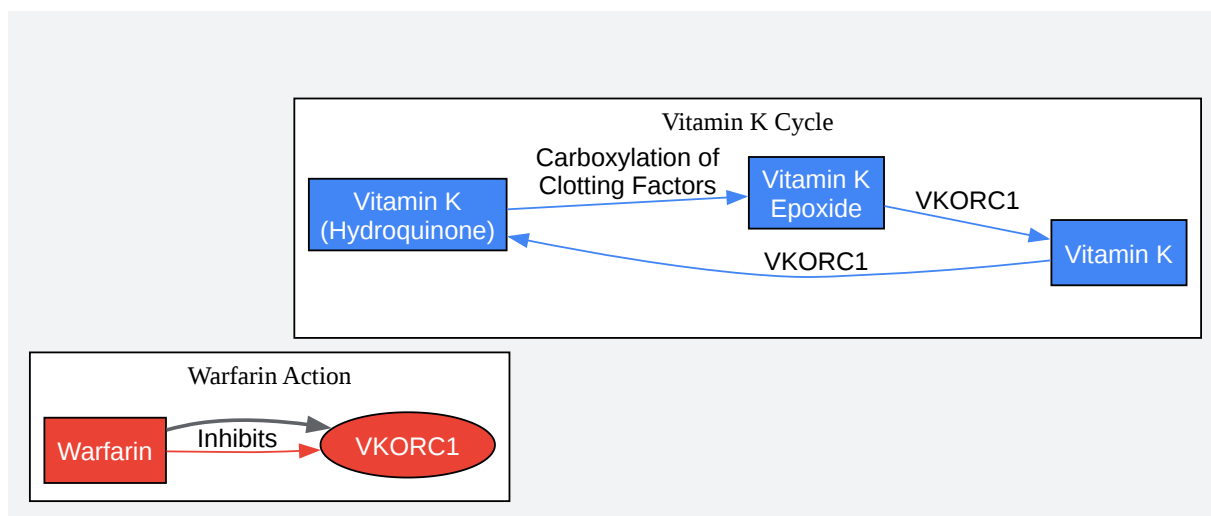 Vitamin K Cycle
Carboxylation of
Clotting Factors
Vitamin K
(Hydroquinone)
Vitamin K
Epoxide
VKORC1
VKORC1
Vitamin K
Warfarin Action
Warfarin
Inhibits
VKORC1